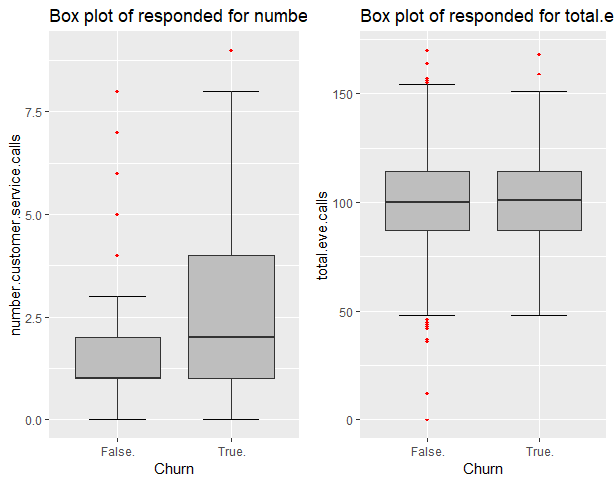 Box plot of responded for numbe
number.customer.service.calls
7.5
5.0
2.5
0.0
False.
True.
Churn
Box plot of responded for total.e
total.eve.calls
150
100
50
0
False.
True.
Churn